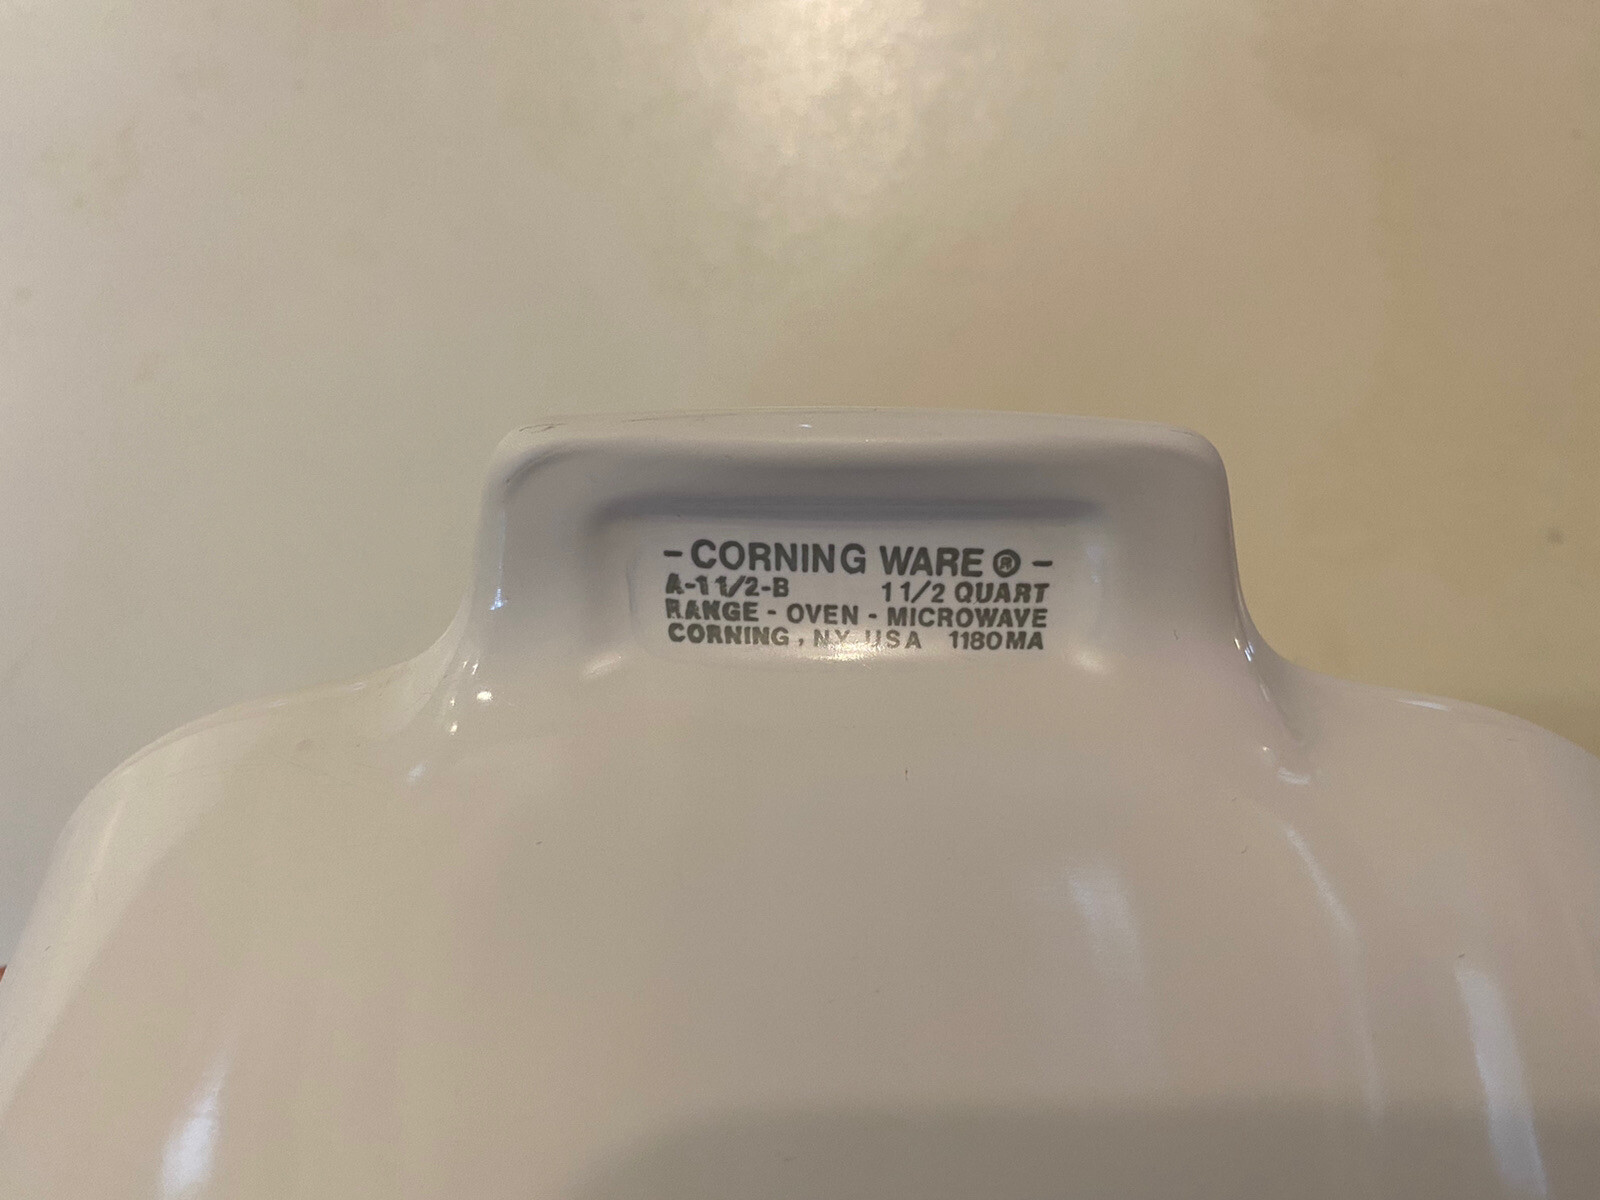 - CORNING WARE ® -
A-1 1/2-B 1 1/2 QUART
RANGE - OVEN - MICROWAVE
CORNING, NY USA 1180MA